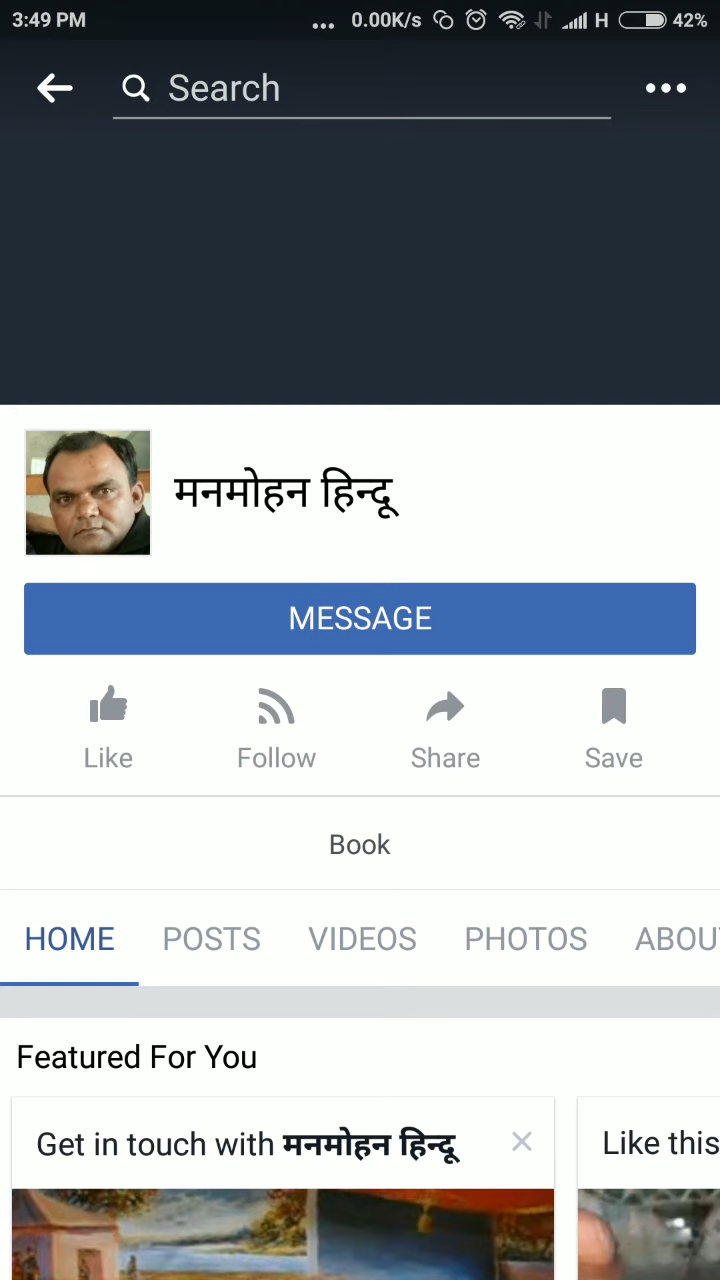 3:49 PM ... 0.00K/s H 42%
Search
मनमोहन हिन्दू
MESSAGE
Like Follow Share Save
Book
HOME POSTS VIDEOS PHOTOS ABOU
Featured For You
Get in touch with मनमोहन हिन्दू Like this